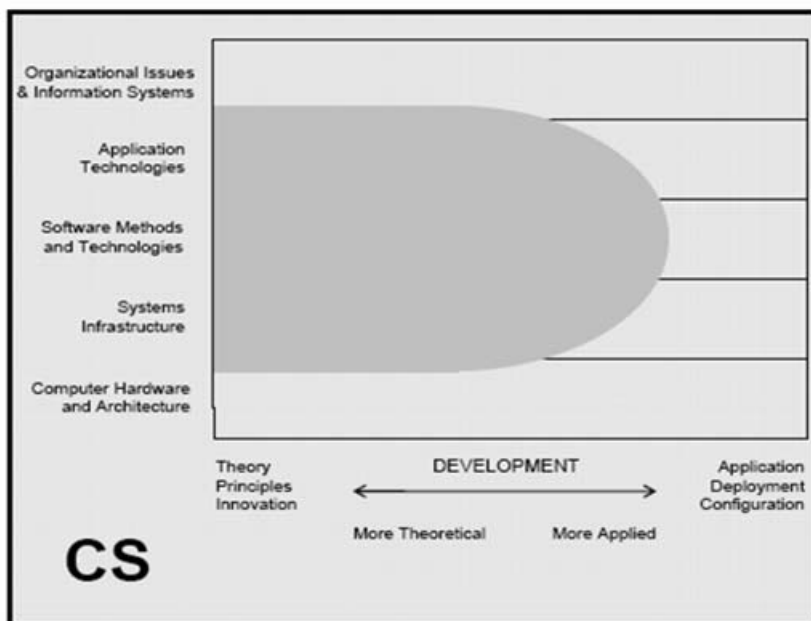 Organizational Issues
& Information Systems
Application
Technologies
Software Methods
and Technologies
Systems
Infrastructure
Computer Hardware
and Architecture
Theory
Principles
Innovation
DEVELOPMENT
More Theoretical
More Applied
Application
Deployment
Configuration
CS